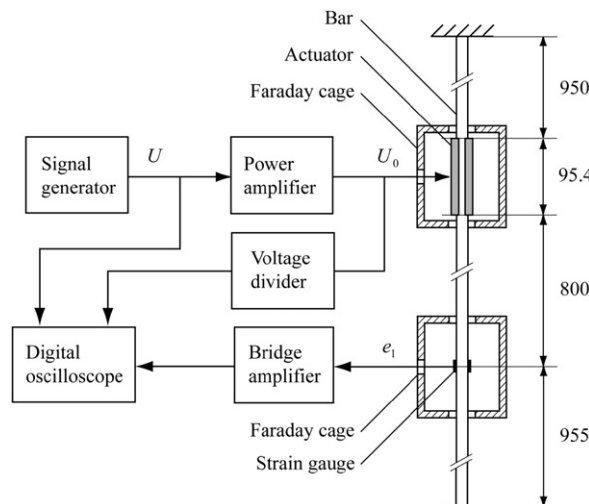 Bar
Actuator
Faraday cage
950
Signal
generator
U
Power
amplifier
U0
95.4
Voltage
divider
800
Digital
oscilloscope
Bridge
amplifier
e1
Faraday cage
Strain gauge
955